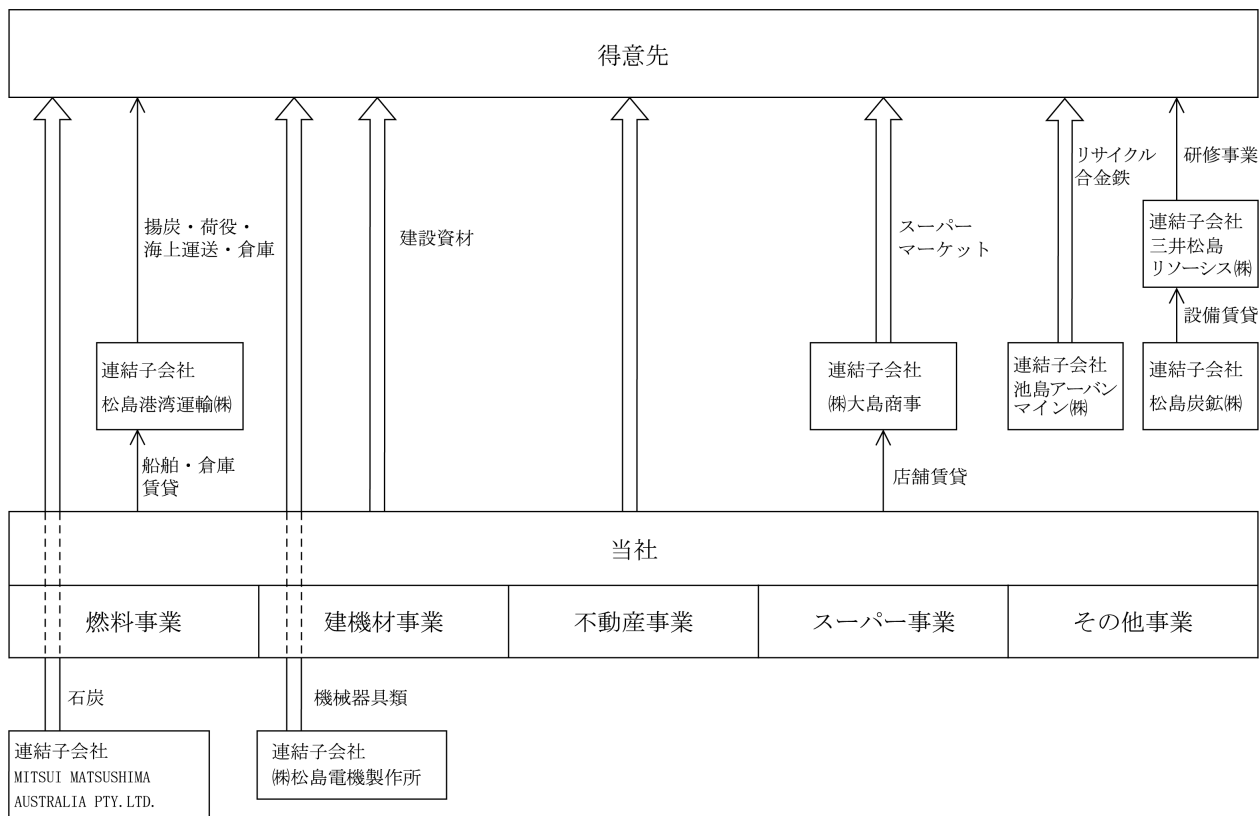 得意先
リサイクル
合金鉄
研修事業
揚炭・荷役・
海上運送・倉庫
建設資材
スーパー
マーケット
連結子会社
三井松島
リソーシス㈱
設備賃貸
連結子会社
松島港湾運輸㈱
連結子会社
㈱大島商事
連結子会社
池島アーバン
マイン㈱
連結子会社
松島炭鉱㈱
船舶・倉庫
賃貸
店舗賃貸
当社
燃料事業
建機材事業
不動産事業
スーパー事業
その他事業
石炭
機械器具類
連結子会社
MITSUI MATSUSHIMA
AUSTRALIA PTY.LTD.
連結子会社
㈱松島電機製作所